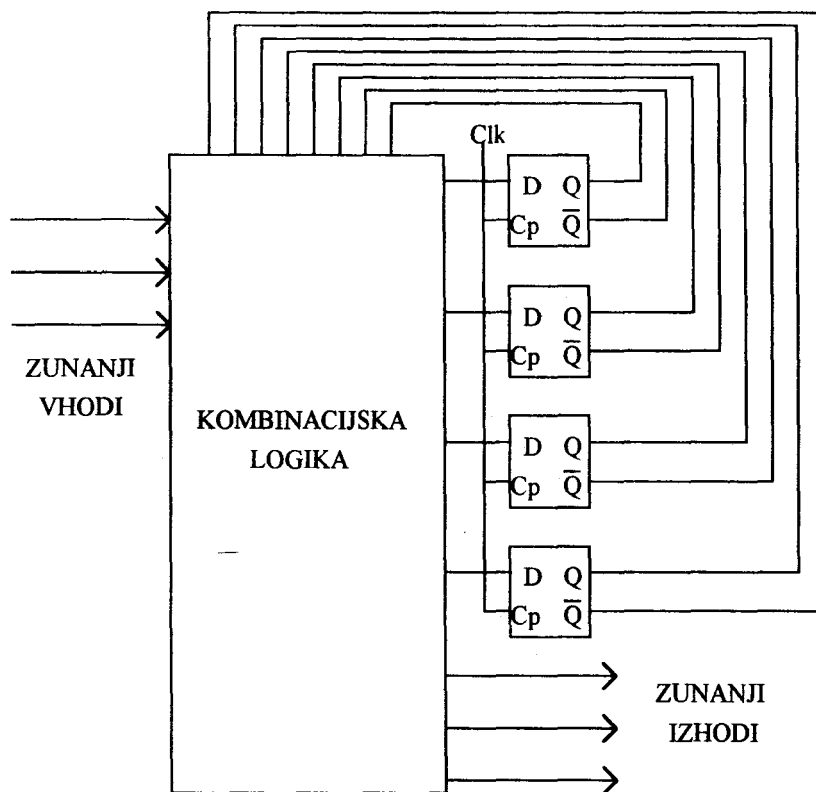 Clk
D Q
Cp Q̅
ZUNANJI
VHODI
D Q
Cp Q̅
KOMBINACIJSKA
LOGIKA
D Q
Cp Q̅
D Q
Cp Q̅
ZUNANJI
IZHODI